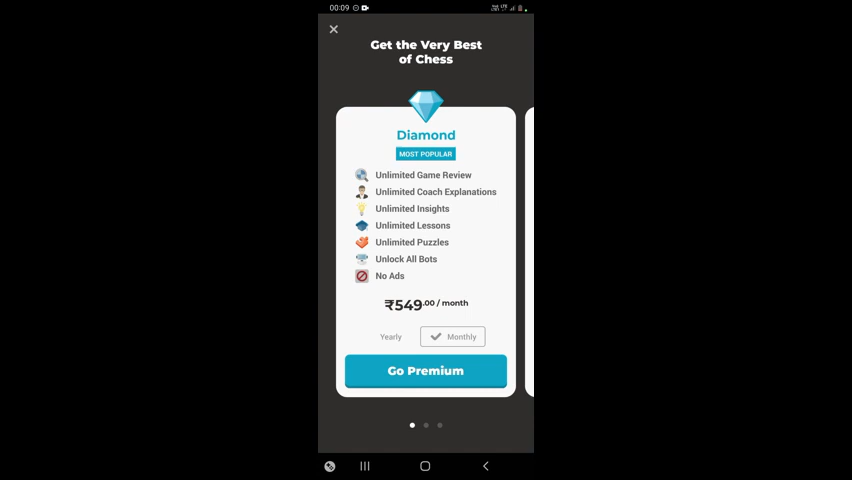 00:09
Get the Very Best
of Chess
Diamond
MOST POPULAR
Unlimited Game Review
Unlimited Coach Explanations
Unlimited Insights
Unlimited Lessons
Unlimited Puzzles
Unlock All Bots
No Ads
₹549.00 / month
Yearly
Monthly
Go Premium